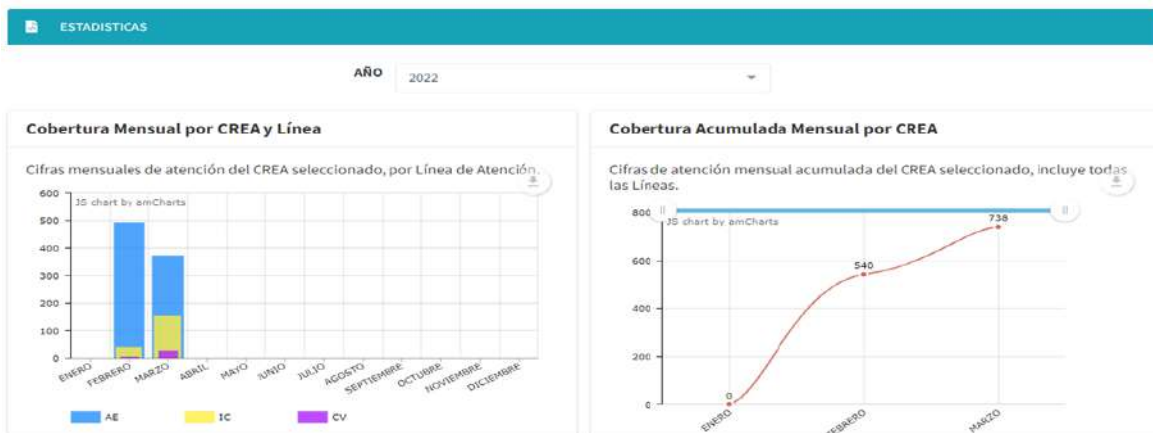 ESTADISTICAS
AÑO 2022
Cobertura Mensual por CREA y Línea
Cifras mensuales de atención del CREA seleccionado, por Línea de Atención.
JS chart by amCharts
600
500
400
300
200
100
0
ENERO FEBRERO MARZO ABRIL MAYO JUNIO JULIO AGOSTO SEPTIEMBRE OCTUBRE NOVIEMBRE DICIEMBRE
AE IC CV
Cobertura Acumulada Mensual por CREA
Cifras de atención mensual acumulada del CREA seleccionado, incluye todas
las Líneas.
JS chart by amCharts
800
600
400
200
0
0 540 738
ENERO FEBRERO MARZO